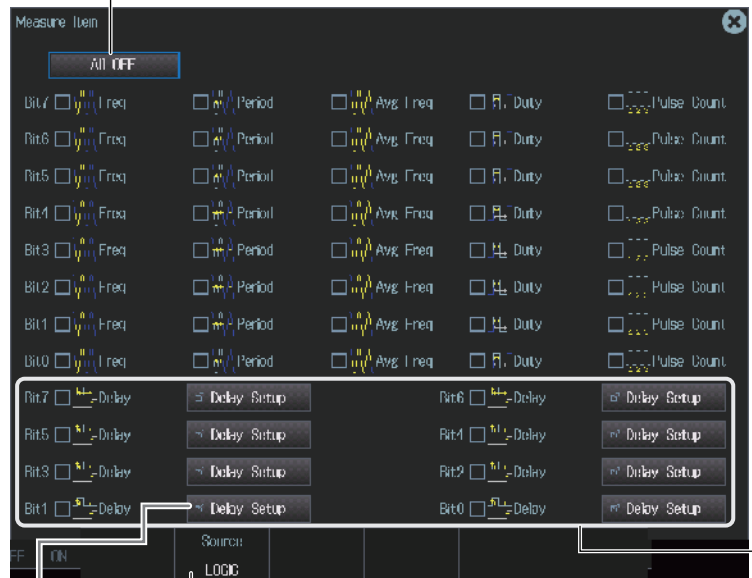 Measure Item
All OFF
Bit7 Freq Period Avg Freq Duty Pulse Count
Bit6 Freq Period Avg Freq Duty Pulse Count
Bit5 Freq Period Avg Freq Duty Pulse Count
Bit4 Freq Period Avg Freq Duty Pulse Count
Bit3 Freq Period Avg Freq Duty Pulse Count
Bit2 Freq Period Avg Freq Duty Pulse Count
Bit1 Freq Period Avg Freq Duty Pulse Count
Bit0 Freq Period Avg Freq Duty Pulse Count
Bit7 Delay Delay Setup Bit6 Delay Delay Setup
Bit5 Delay Delay Setup Bit4 Delay Delay Setup
Bit3 Delay Delay Setup Bit2 Delay Delay Setup
Bit1 Delay Delay Setup Bit0 Delay Delay Setup
Source
ON
LOGIC